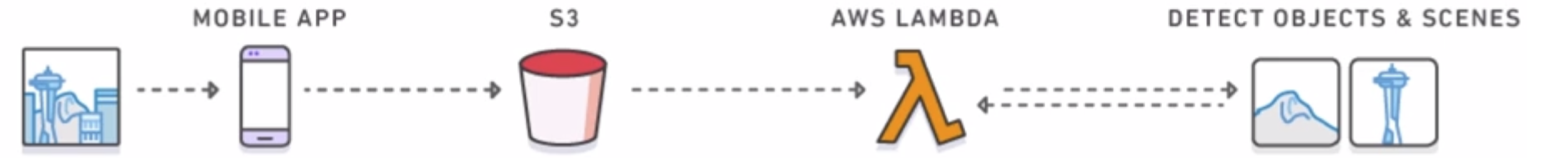 MOBILE APP
S3
AWS LAMBDA
DETECT OBJECTS & SCENES